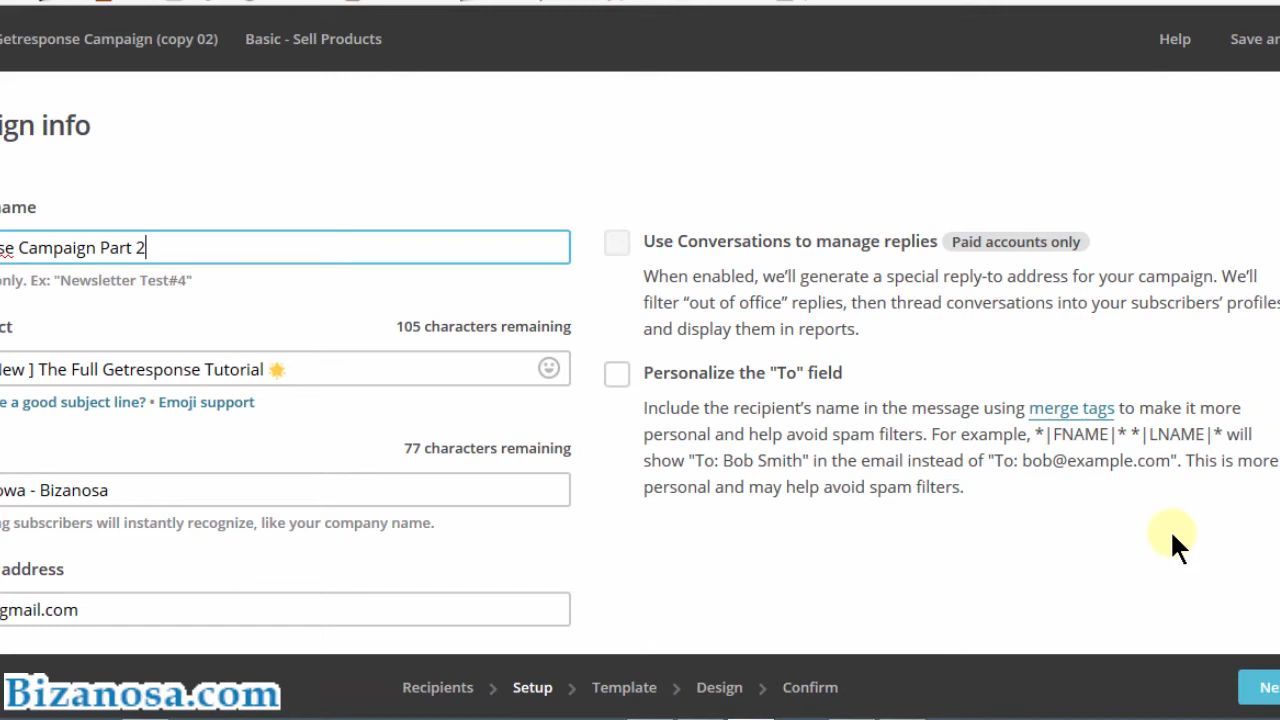 Getresponse Campaign (copy 02) Basic - Sell Products Help Save an
ign info
name
se Campaign Part 2
only. Ex: "Newsletter Test#4"
ct 105 characters remaining
lew ] The Full Getresponse Tutorial 🌟
e a good subject line? • Emoji support
77 characters remaining
owa - Bizanosa
ng subscribers will instantly recognize, like your company name.
address
gmail.com
Use Conversations to manage replies Paid accounts only
When enabled, we’ll generate a special reply-to address for your campaign. We’ll
filter “out of office” replies, then thread conversations into your subscribers’ profiles
and display them in reports.
Personalize the "To" field
Include the recipient’s name in the message using merge tags to make it more
personal and help avoid spam filters. For example, *|FNAME|* *|LNAME|* will
show "To: Bob Smith" in the email instead of "To: bob@example.com". This is more
personal and may help avoid spam filters.
Bizanosa.com Recipients > Setup > Template > Design > Confirm Ne